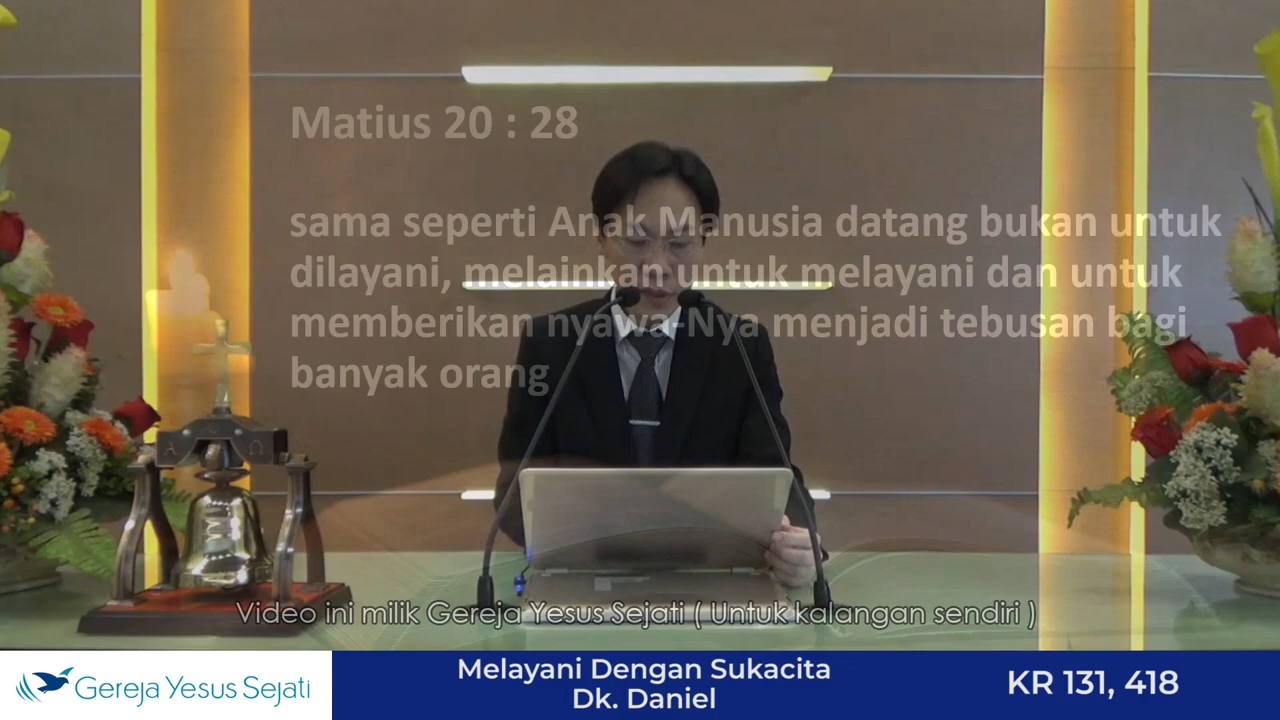 Matius 20 : 28
sama seperti Anak Manusia datang bukan untuk
dilayani, melainkan untuk melayani dan untuk
memberikan nyawa-Nya menjadi tebusan bagi
banyak orang
Video ini milik Gereja Yesus Sejati ( Untuk kalangan sendiri )
Gereja Yesus Sejati
Melayani Dengan Sukacita
Dk. Daniel
KR 131, 418